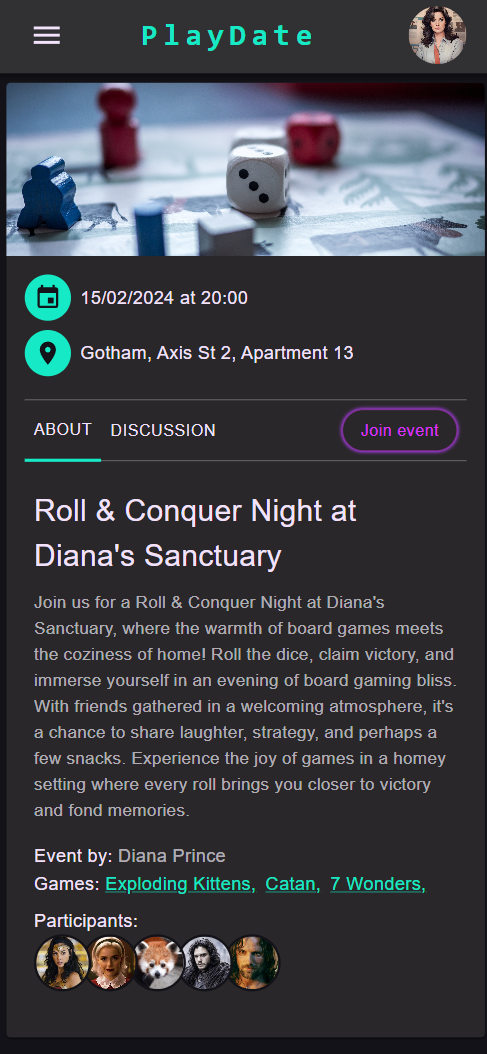 PlayDate
15/02/2024 at 20:00
Gotham, Axis St 2, Apartment 13
ABOUT DISCUSSION Join event
Roll & Conquer Night at
Diana's Sanctuary
Join us for a Roll & Conquer Night at Diana's
Sanctuary, where the warmth of board games meets
the coziness of home! Roll the dice, claim victory, and
immerse yourself in an evening of board gaming bliss.
With friends gathered in a welcoming atmosphere, it's
a chance to share laughter, strategy, and perhaps a
few snacks. Experience the joy of games in a homey
setting where every roll brings you closer to victory
and fond memories.
Event by: Diana Prince
Games: Exploding Kittens, Catan, 7 Wonders,
Participants: